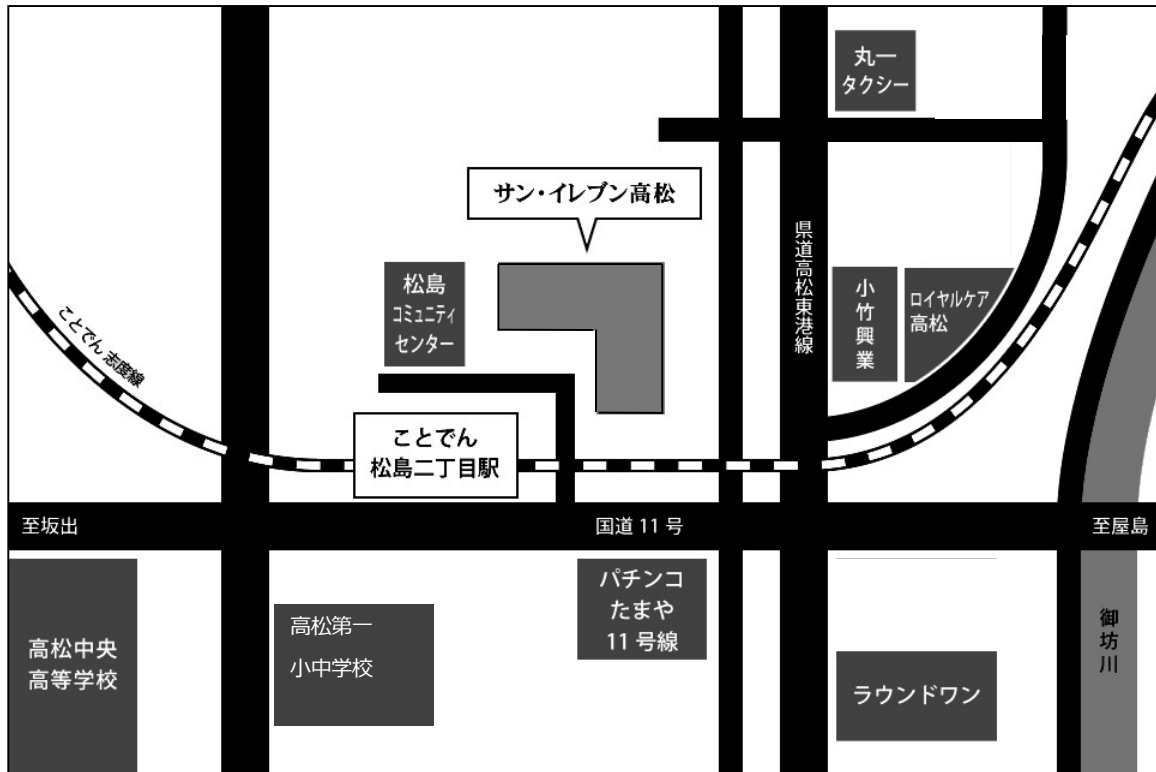 丸一
タクシー
サン・イレブン高松
県道高松東港線
松島
コミュニティ
センター
小竹興業
ロイヤルケア
高松
ことでん 志度線
ことでん
松島二丁目駅
至坂出
国道 11 号
至屋島
パチンコ
たまや
11 号線
高松第一
小中学校
高松中央
高等学校
御坊川
ラウンドワン